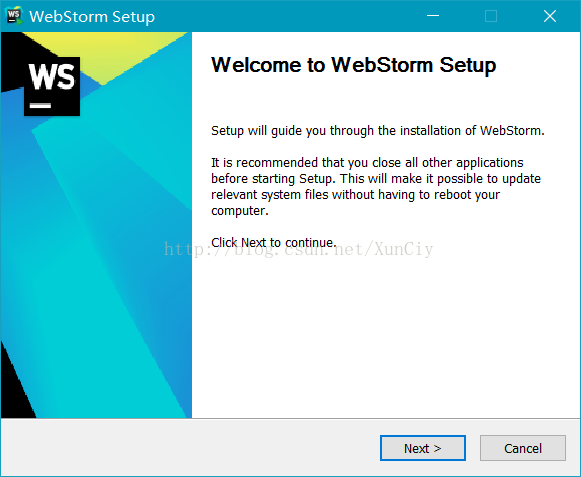 WS WebStorm Setup
WS
Welcome to WebStorm Setup
Setup will guide you through the installation of WebStorm.
It is recommended that you close all other applications
before starting Setup. This will make it possible to update
relevant system files without having to reboot your
computer.
Click Next to continue.
http://blog.csdn.net/XunCiy
Next >
Cancel